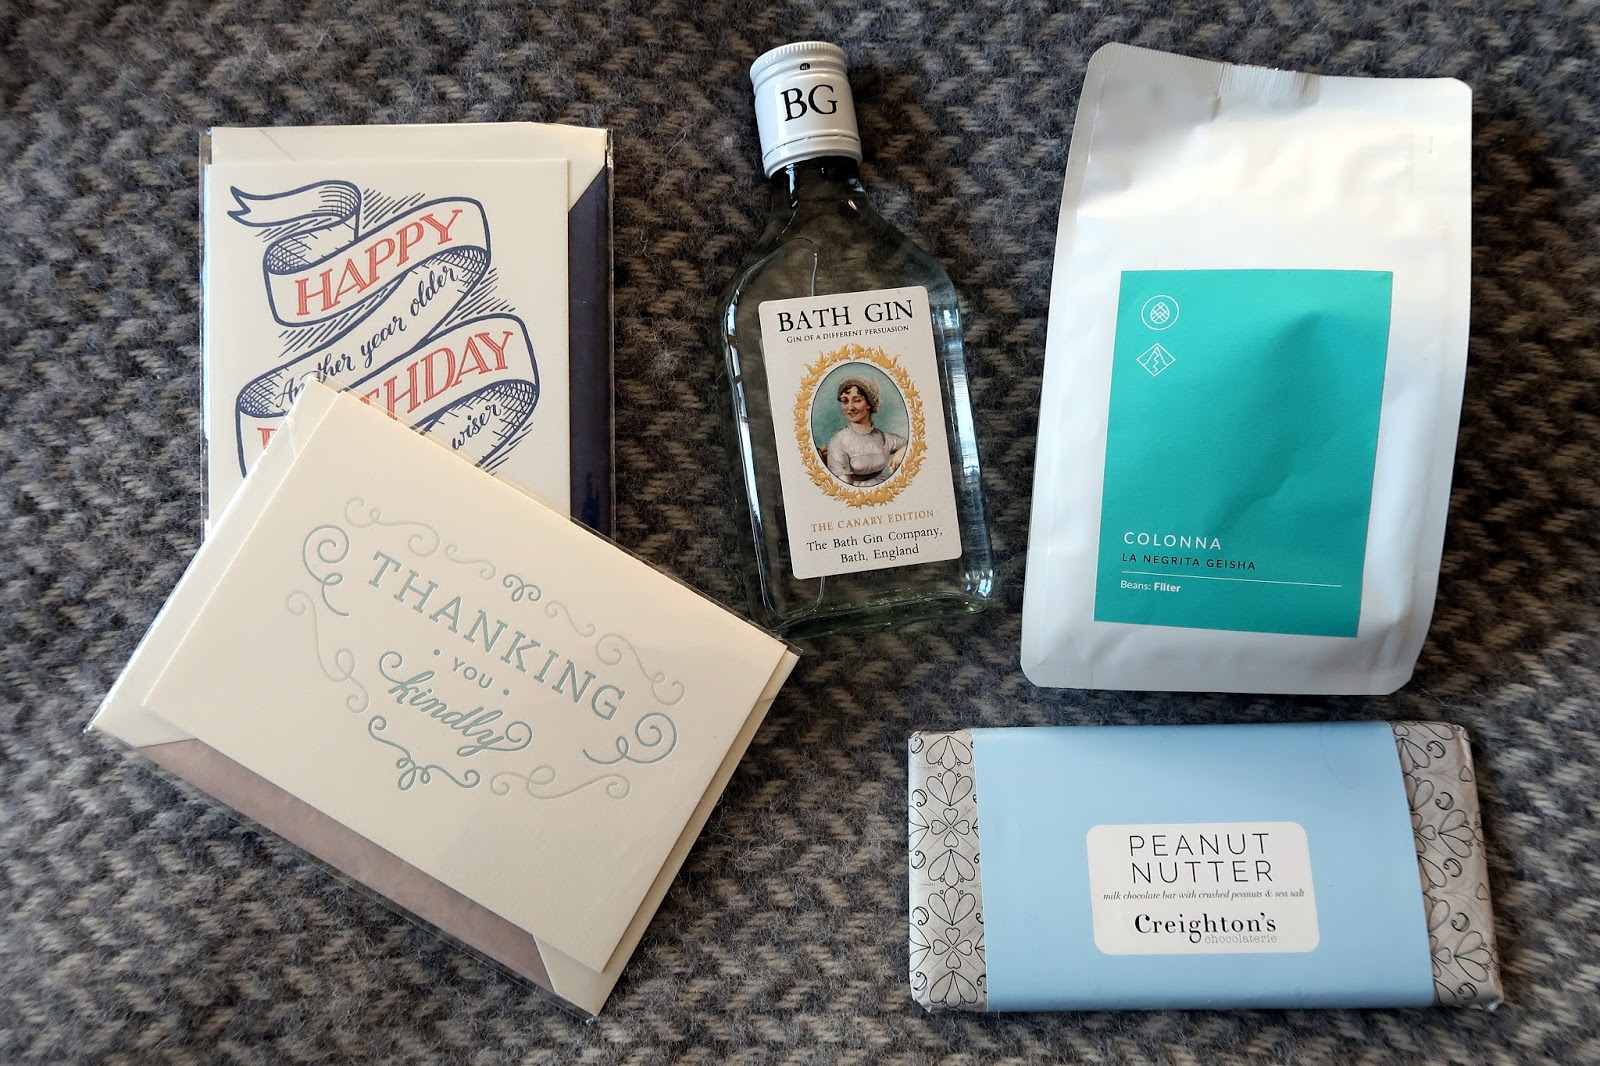 HAPPY
Another year older
wiser
THANKING
• YOU •
kindly
BG
BATH GIN
GIN OF A DIFFERENT PERSUASION
THE CANARY EDITION
The Bath Gin Company,
Bath, England
COLONNA
LA NEGRITA GEISHA
Beans: Filter
PEANUT
NUTTER
milk chocolate bar with crushed peanuts & sea salt
Creighton's
chocolaterie